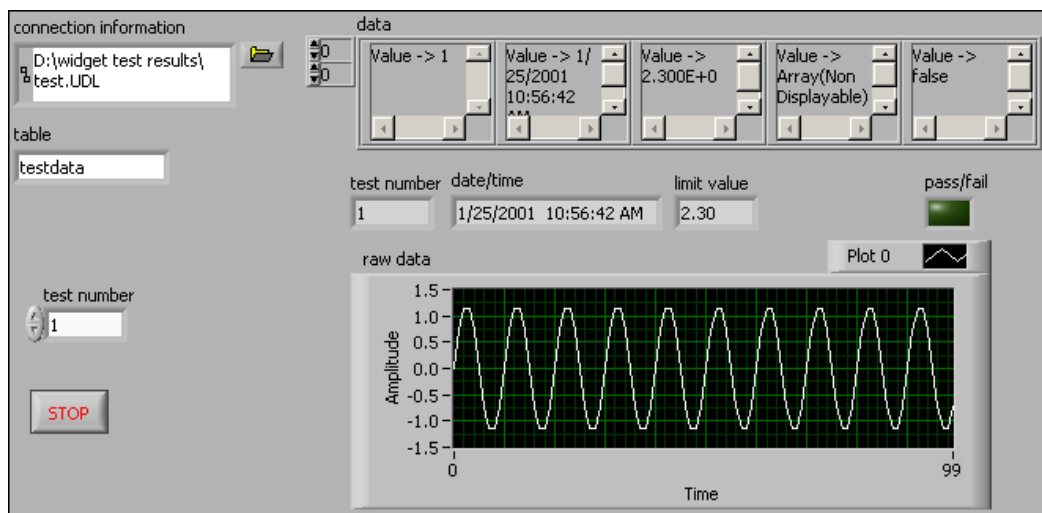 connection information
D:\widget test results\
test.UDL
table
testdata
test number
1
STOP
data
0
0
Value -> 1
Value -> 1/
25/2001
10:56:42
AM
Value ->
2.300E+0
Value ->
Array(Non
Displayable)
Value ->
false
test number
1
date/time
1/25/2001 10:56:42 AM
limit value
2.30
pass/fail
raw data
Plot 0
1.5
1.0
0.5
0.0
-0.5
-1.0
-1.5
Amplitude
0
99
Time